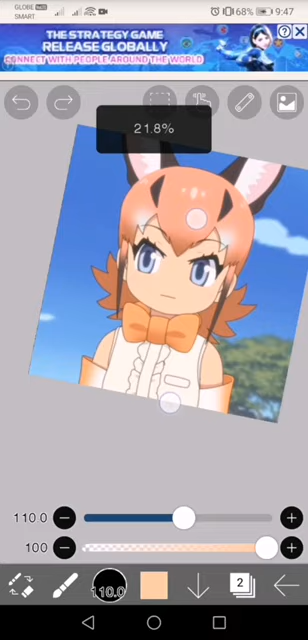 GLOBE VoLTE
SMART
68% 9:47
THE STRATEGY GAME
RELEASE GLOBALLY
CONNECT WITH PEOPLE AROUND THE WORLD
21.8%
110.0
100
110.0
2